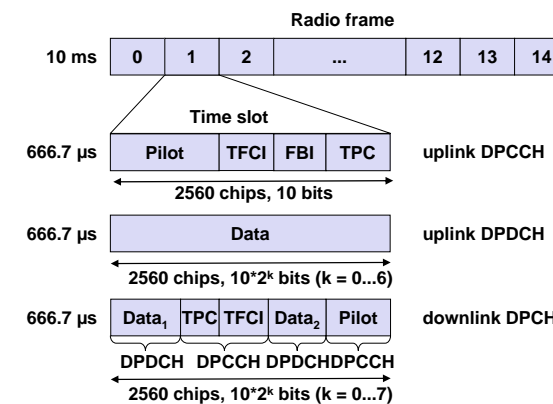 Radio frame
10 ms 0 1 2 ... 12 13 14
Time slot
666.7 µs Pilot TFCI FBI TPC uplink DPCCH
2560 chips, 10 bits
666.7 µs Data uplink DPDCH
2560 chips, 10*2ᵏ bits (k = 0...6)
666.7 µs Data₁ TPC TFCI Data₂ Pilot downlink DPCH
DPDCH DPCCH DPDCH DPCCH
2560 chips, 10*2ᵏ bits (k = 0...7)